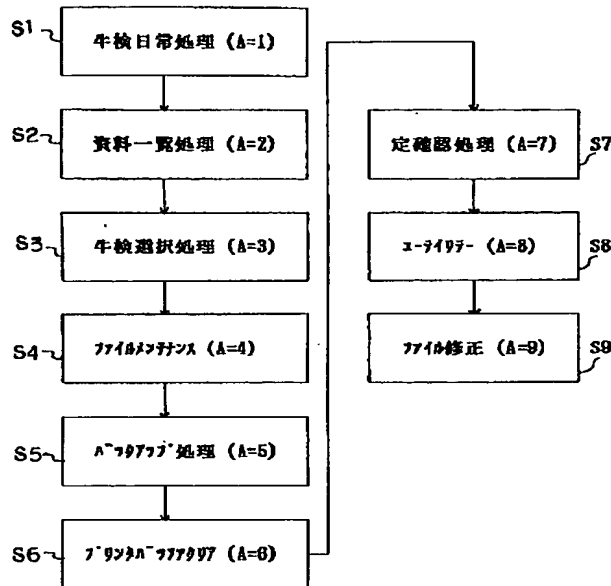 S1 牛検日常処理 (A=1)
S2 資料一覧処理 (A=2)
S3 牛検選択処理 (A=3)
S4 ﾌｧｲﾙﾒﾝﾃﾅﾝｽ (A=4)
S5 ﾊﾞｯｸｱｯﾌﾟ処理 (A=5)
S6 ﾌﾟﾘﾝﾀﾊﾞｯﾌｧｸﾘｱ (A=6)
定確認処理 (A=7) S7
ﾕｰﾃｲﾘﾃｰ (A=8) S8
ﾌｧｲﾙ修正 (A=9) S9